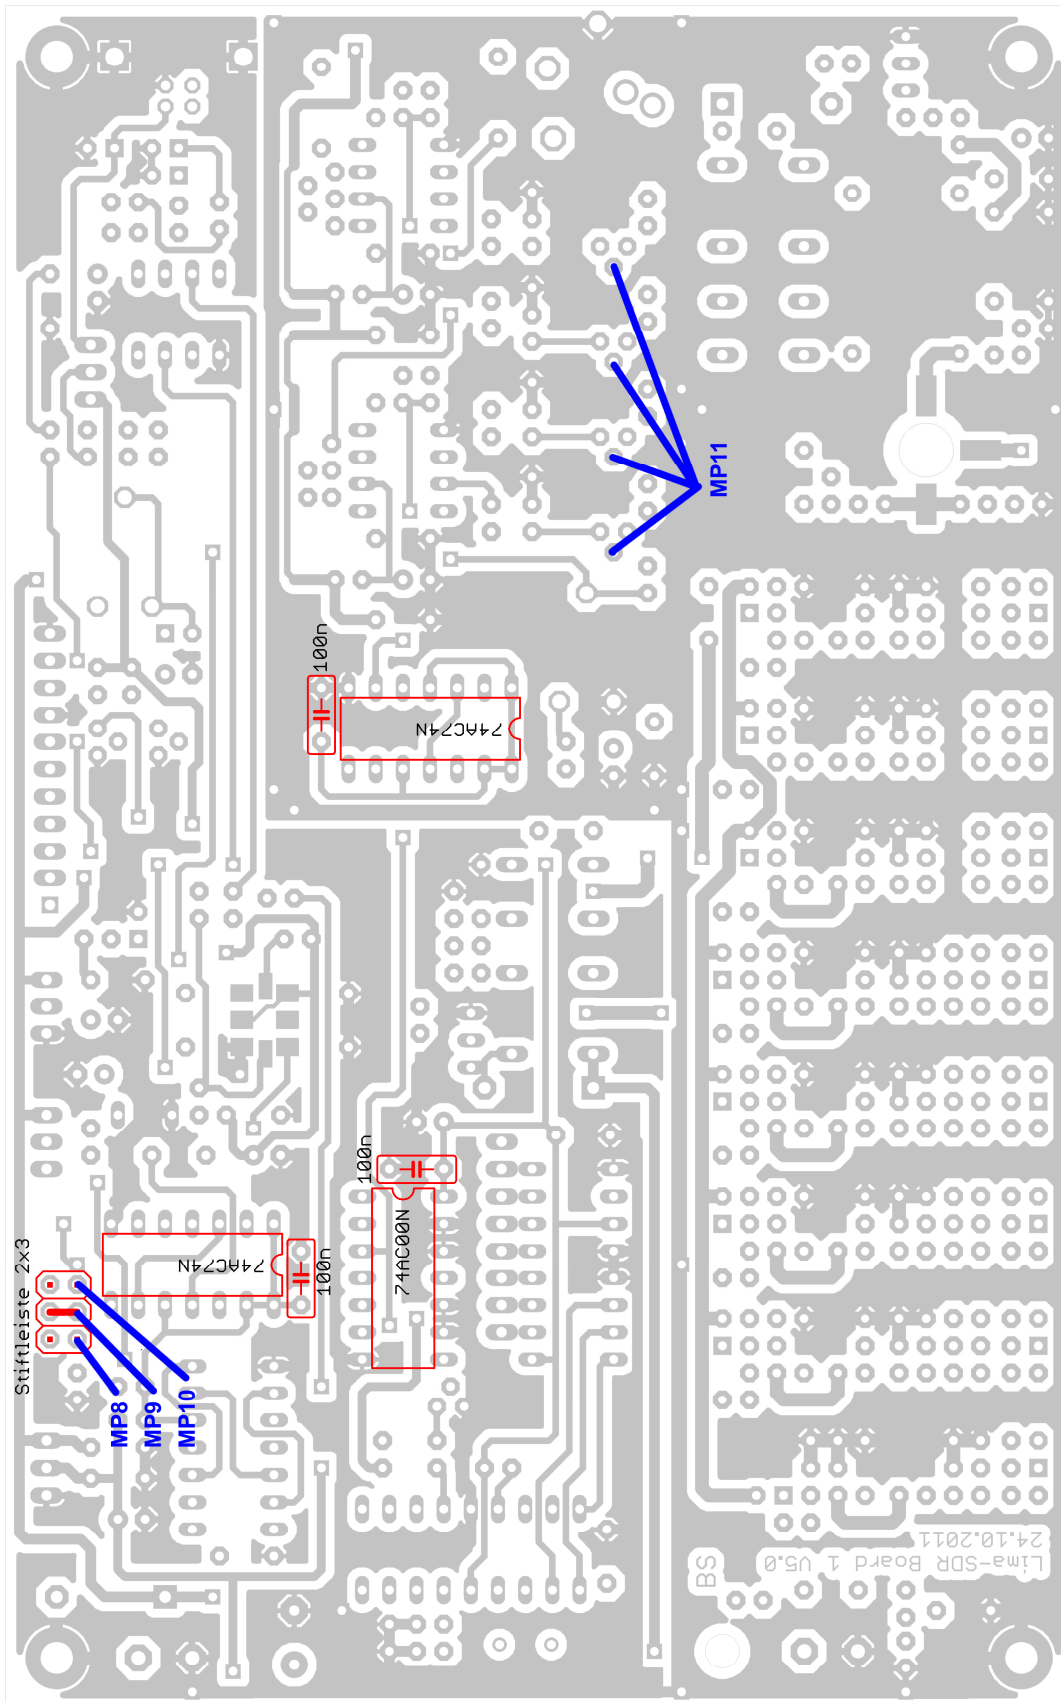 MP11
100n
74AC74N
100n
74AC00N
74AC74N
100n
Stiftleiste 2x3
MP8
MP9
MP10
BS
Lima-SDR Board 1 V5.0
24.10.2011